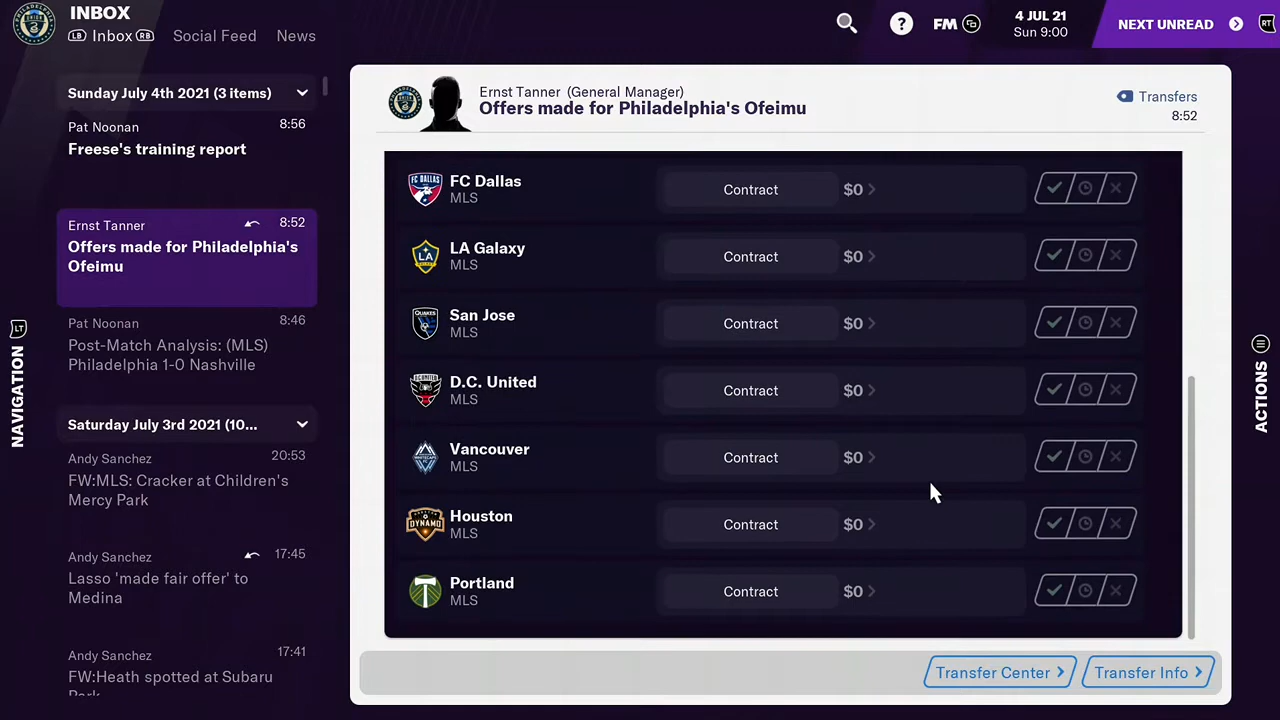 INBOX
LB Inbox RB Social Feed News
? FM 4 JUL 21
Sun 9:00
NEXT UNREAD RT
Sunday July 4th 2021 (3 items)
Pat Noonan 8:56
Freese's training report
Ernst Tanner 8:52
Offers made for Philadelphia's
Ofeimu
Pat Noonan 8:46
Post-Match Analysis: (MLS)
Philadelphia 1-0 Nashville
Saturday July 3rd 2021 (10...
Andy Sanchez 20:53
FW:MLS: Cracker at Children's
Mercy Park
Andy Sanchez 17:45
Lasso 'made fair offer' to
Medina
Andy Sanchez 17:41
FW:Heath spotted at Subaru
Park
LT
NAVIGATION
Ernst Tanner (General Manager)
Offers made for Philadelphia's Ofeimu
Transfers
8:52
FC Dallas
MLS
Contract $0
LA Galaxy
MLS
Contract $0
San Jose
MLS
Contract $0
D.C. United
MLS
Contract $0
Vancouver
MLS
Contract $0
Houston
MLS
Contract $0
Portland
MLS
Contract $0
Transfer Center
Transfer Info
ACTIONS